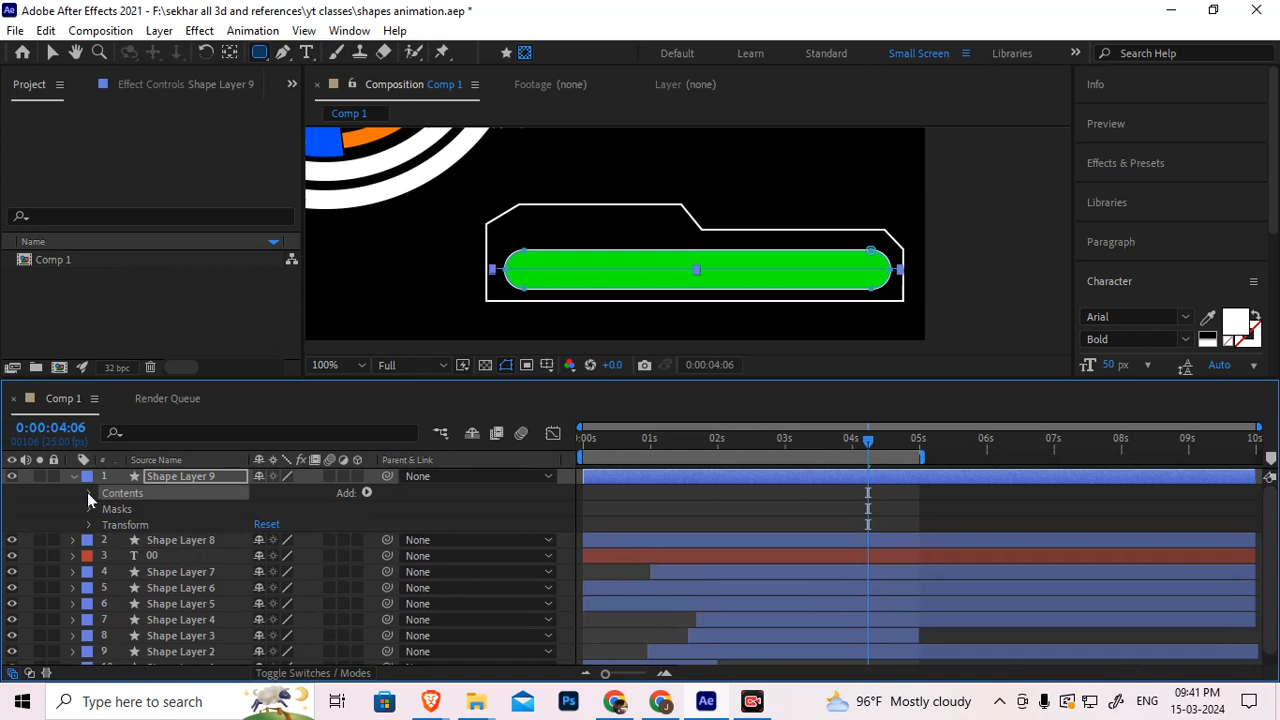 Adobe After Effects 2021 - E:\sekhar all 3d and references\yt classes\shapes animation.aep *
File Edit Composition Layer Effect Animation View Window Help
Default Learn Standard Small Screen Libraries Search Help
Project Effect Controls Shape Layer 9
Composition Comp 1 Footage (none) Layer (none)
Comp 1
Name
Comp 1
32 bpc
100% Full +0.0 0:00:04:06
Info
Preview
Effects & Presets
Libraries
Paragraph
Character
Arial
Bold
50 px Auto
Comp 1 Render Queue
0:00:04:06
00106 (25.00 fps)
:00s 01s 02s 03s 04s 05s 06s 07s 08s 09s 10s
# Source Name Parent & Link
1 Shape Layer 9 None
Contents Add:
Masks
Transform Reset
2 Shape Layer 8 None
3 T 00 None
4 Shape Layer 7 None
5 Shape Layer 6 None
6 Shape Layer 5 None
7 Shape Layer 4 None
8 Shape Layer 3 None
9 Shape Layer 2 None
Toggle Switches / Modes
Type here to search
96°F Mostly cloudy
ENG
09:41 PM
15-03-2024